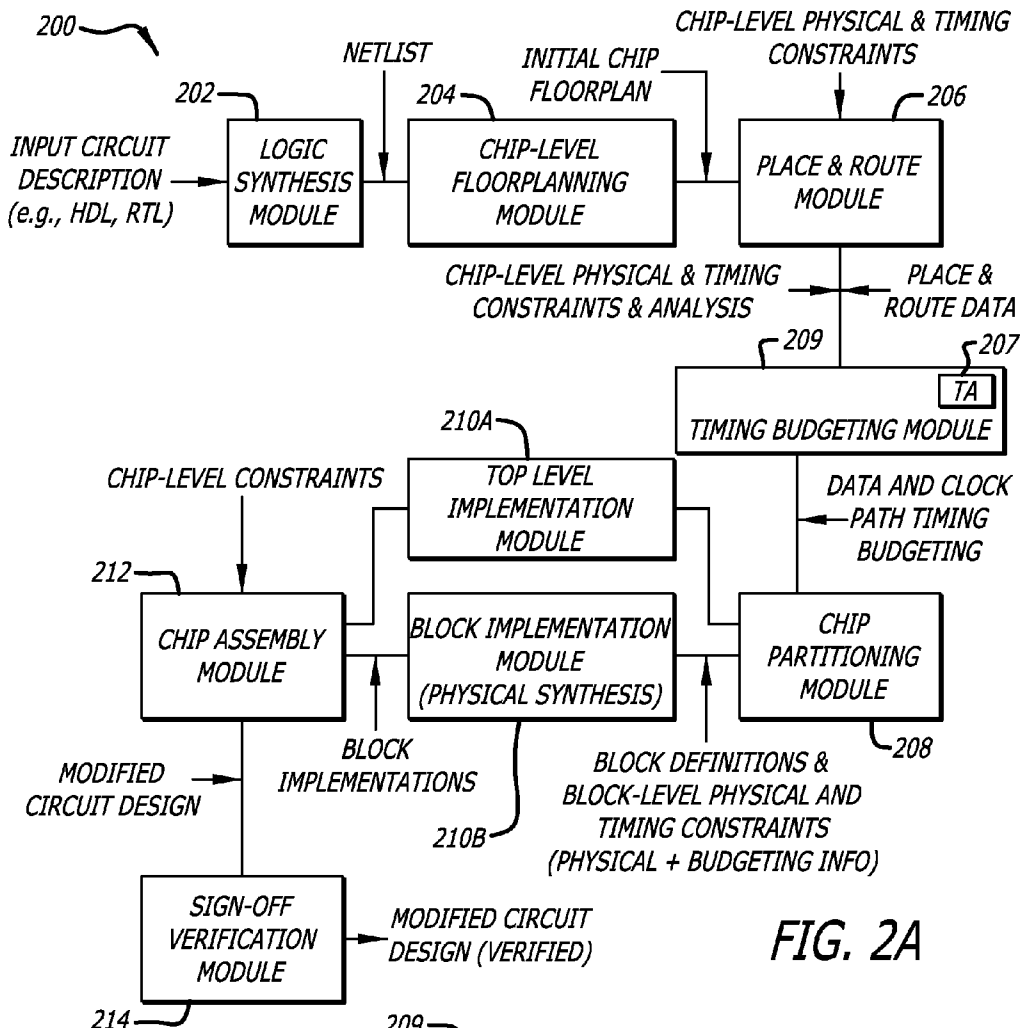 200
NETLIST
INITIAL CHIP
FLOORPLAN
CHIP-LEVEL PHYSICAL & TIMING
CONSTRAINTS
202
204
206
INPUT CIRCUIT
DESCRIPTION
(e.g., HDL, RTL)
LOGIC
SYNTHESIS
MODULE
CHIP-LEVEL
FLOORPLANNING
MODULE
PLACE & ROUTE
MODULE
CHIP-LEVEL PHYSICAL & TIMING
CONSTRAINTS & ANALYSIS
PLACE &
ROUTE DATA
209
207
TA
TIMING BUDGETING MODULE
210A
CHIP-LEVEL CONSTRAINTS
TOP LEVEL
IMPLEMENTATION
MODULE
DATA AND CLOCK
PATH TIMING
BUDGETING
212
CHIP ASSEMBLY
MODULE
BLOCK IMPLEMENTATION
MODULE
(PHYSICAL SYNTHESIS)
CHIP
PARTITIONING
MODULE
208
MODIFIED
CIRCUIT DESIGN
BLOCK
IMPLEMENTATIONS
210B
BLOCK DEFINITIONS &
BLOCK-LEVEL PHYSICAL AND
TIMING CONSTRAINTS
(PHYSICAL + BUDGETING INFO)
SIGN-OFF
VERIFICATION
MODULE
MODIFIED CIRCUIT
DESIGN (VERIFIED)
FIG. 2A
214
209